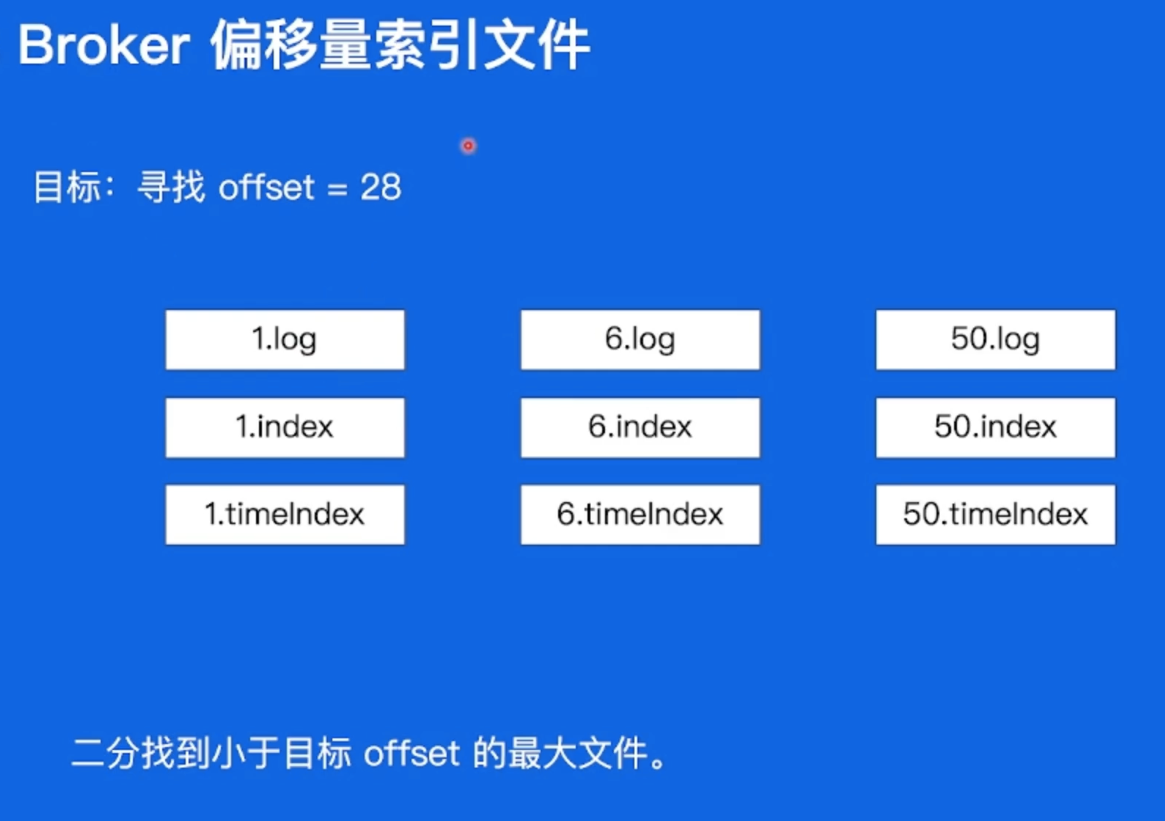 Broker 偏移量索引文件
目标：寻找 offset = 28
1.log
6.log
50.log
1.index
6.index
50.index
1.timeIndex
6.timeIndex
50.timeIndex
二分找到小于目标 offset 的最大文件。